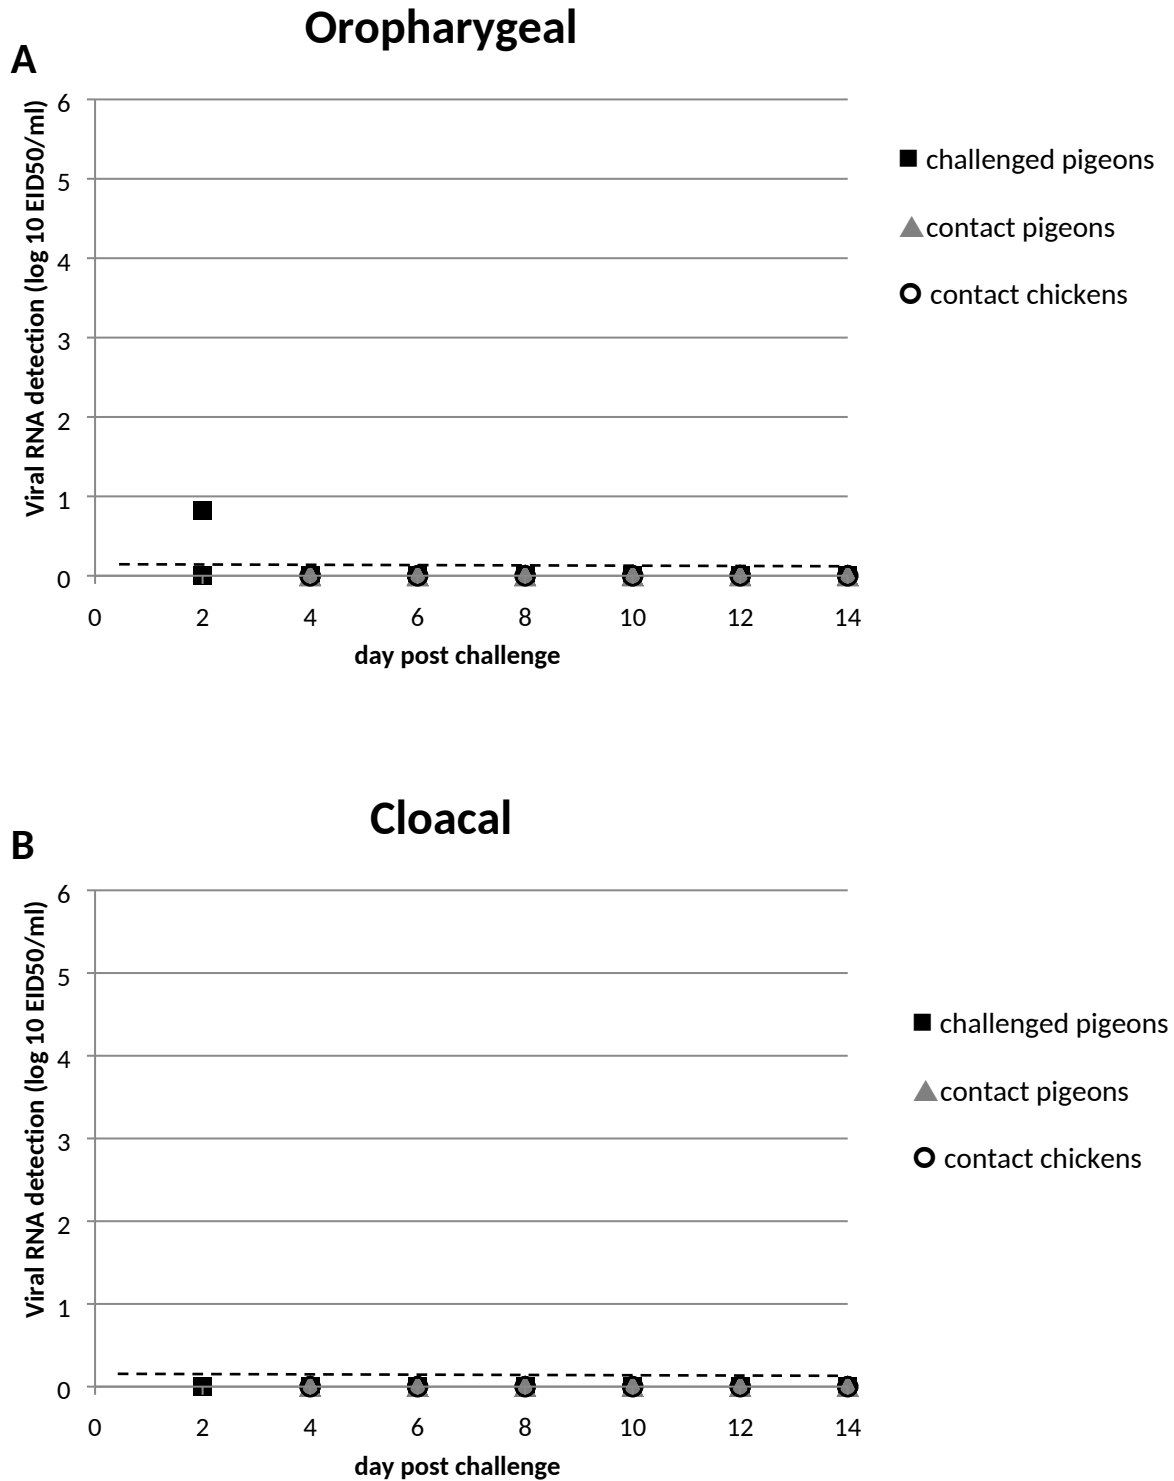 Oropharygeal
A
Viral RNA detection (log 10 EID50/ml)
6
5
4
3
2
1
0
0 2 4 6 8 10 12 14
day post challenge
challenged pigeons
contact pigeons
contact chickens
Cloacal
B
Viral RNA detection (log 10 EID50/ml)
6
5
4
3
2
1
0
0 2 4 6 8 10 12 14
day post challenge
challenged pigeons
contact pigeons
contact chickens